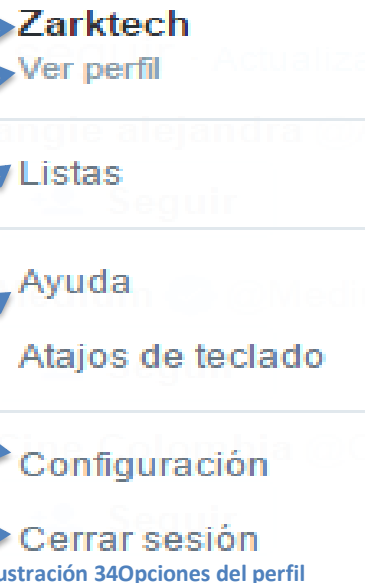 Zarktech
Ver perfil
Listas
Ayuda
Atajos de teclado
Configuración
Cerrar sesión
ustración 34Opciones del perfil